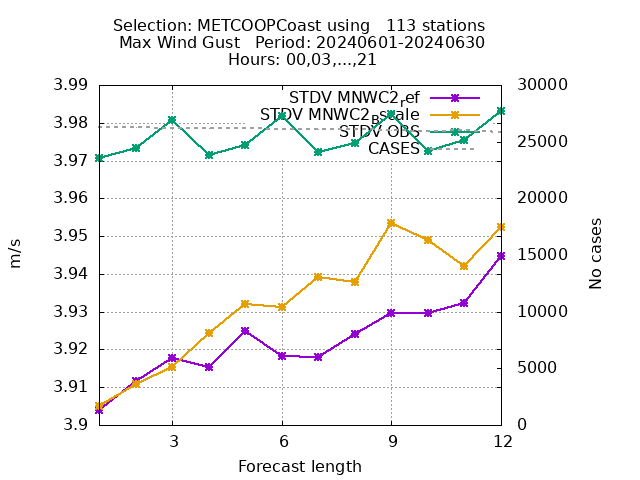 Selection: METCOOPCoast using   113 stations
Max Wind Gust   Period: 20240601-20240630
Hours: 00,03,...,21
3.99
3.98
3.97
3.96
3.95
3.94
3.93
3.92
3.91
3.9
m/s
STDV MNWC2ref
STDV MNWC2Bscale
STDV OBS
CASES
30000
25000
20000
15000
10000
5000
0
No cases
3 6 9 12
Forecast length